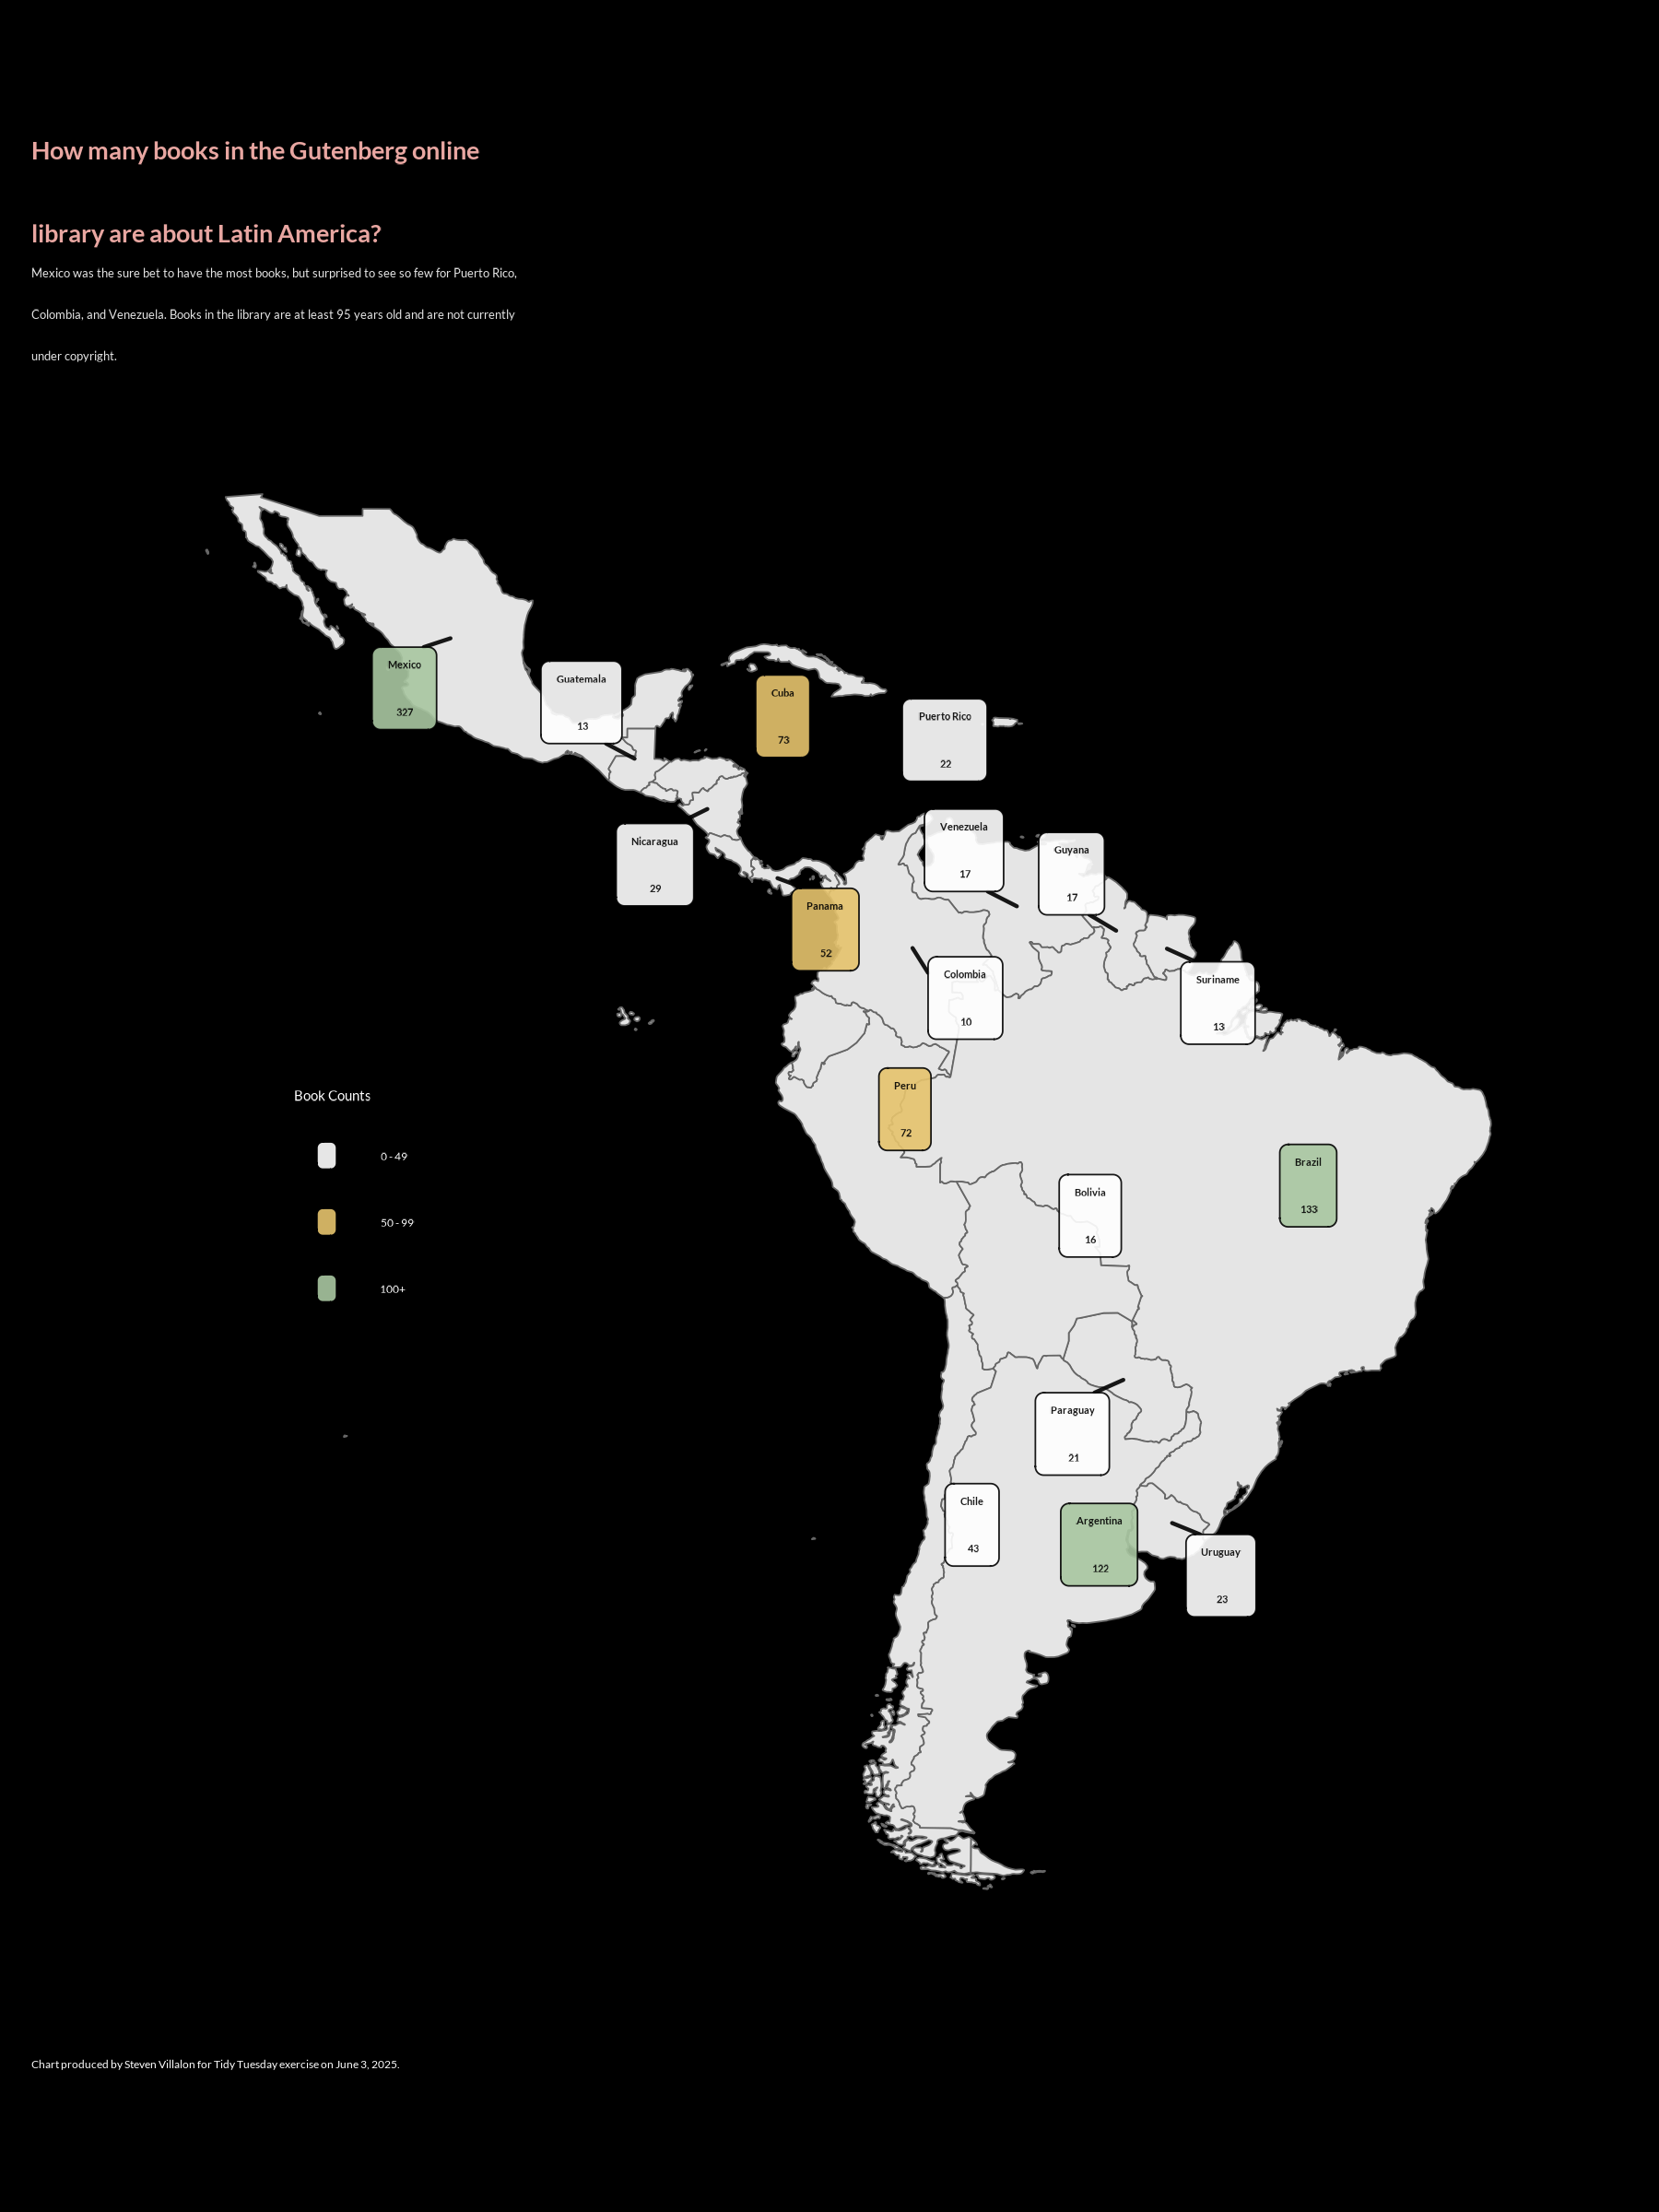 How many books in the Gutenberg online
library are about Latin America?
Mexico was the sure bet to have the most books, but surprised to see so few for Puerto Rico,
Colombia, and Venezuela. Books in the library are at least 95 years old and are not currently
under copyright.
Mexico
327
Guatemala
13
Cuba
73
Puerto Rico
22
Nicaragua
29
Venezuela
17
Guyana
17
Panama
52
Colombia
10
Suriname
13
Peru
72
Brazil
133
Bolivia
16
Paraguay
21
Chile
43
Argentina
122
Uruguay
23
Book Counts
0 - 49
50 - 99
100+
Chart produced by Steven Villalon for Tidy Tuesday exercise on June 3, 2025.